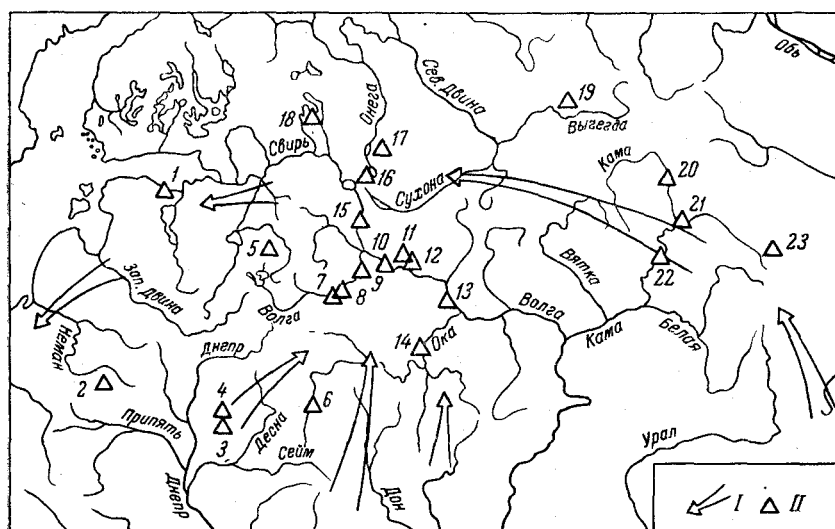 Обь
Сев. Двина
Онега
19
Вычегда
18
17
Свирь
Кама
20
16
Сухона
1
15
21
11
10
12
5
23
22
9
7
8
Вятка
13
Зап. Двина
Волга
Волга
Кама
Белая
Неман
Днепр
14
Ока
2
4
6
3
Припять
Десна
Сейм
Урал
Днепр
Дон
I
II